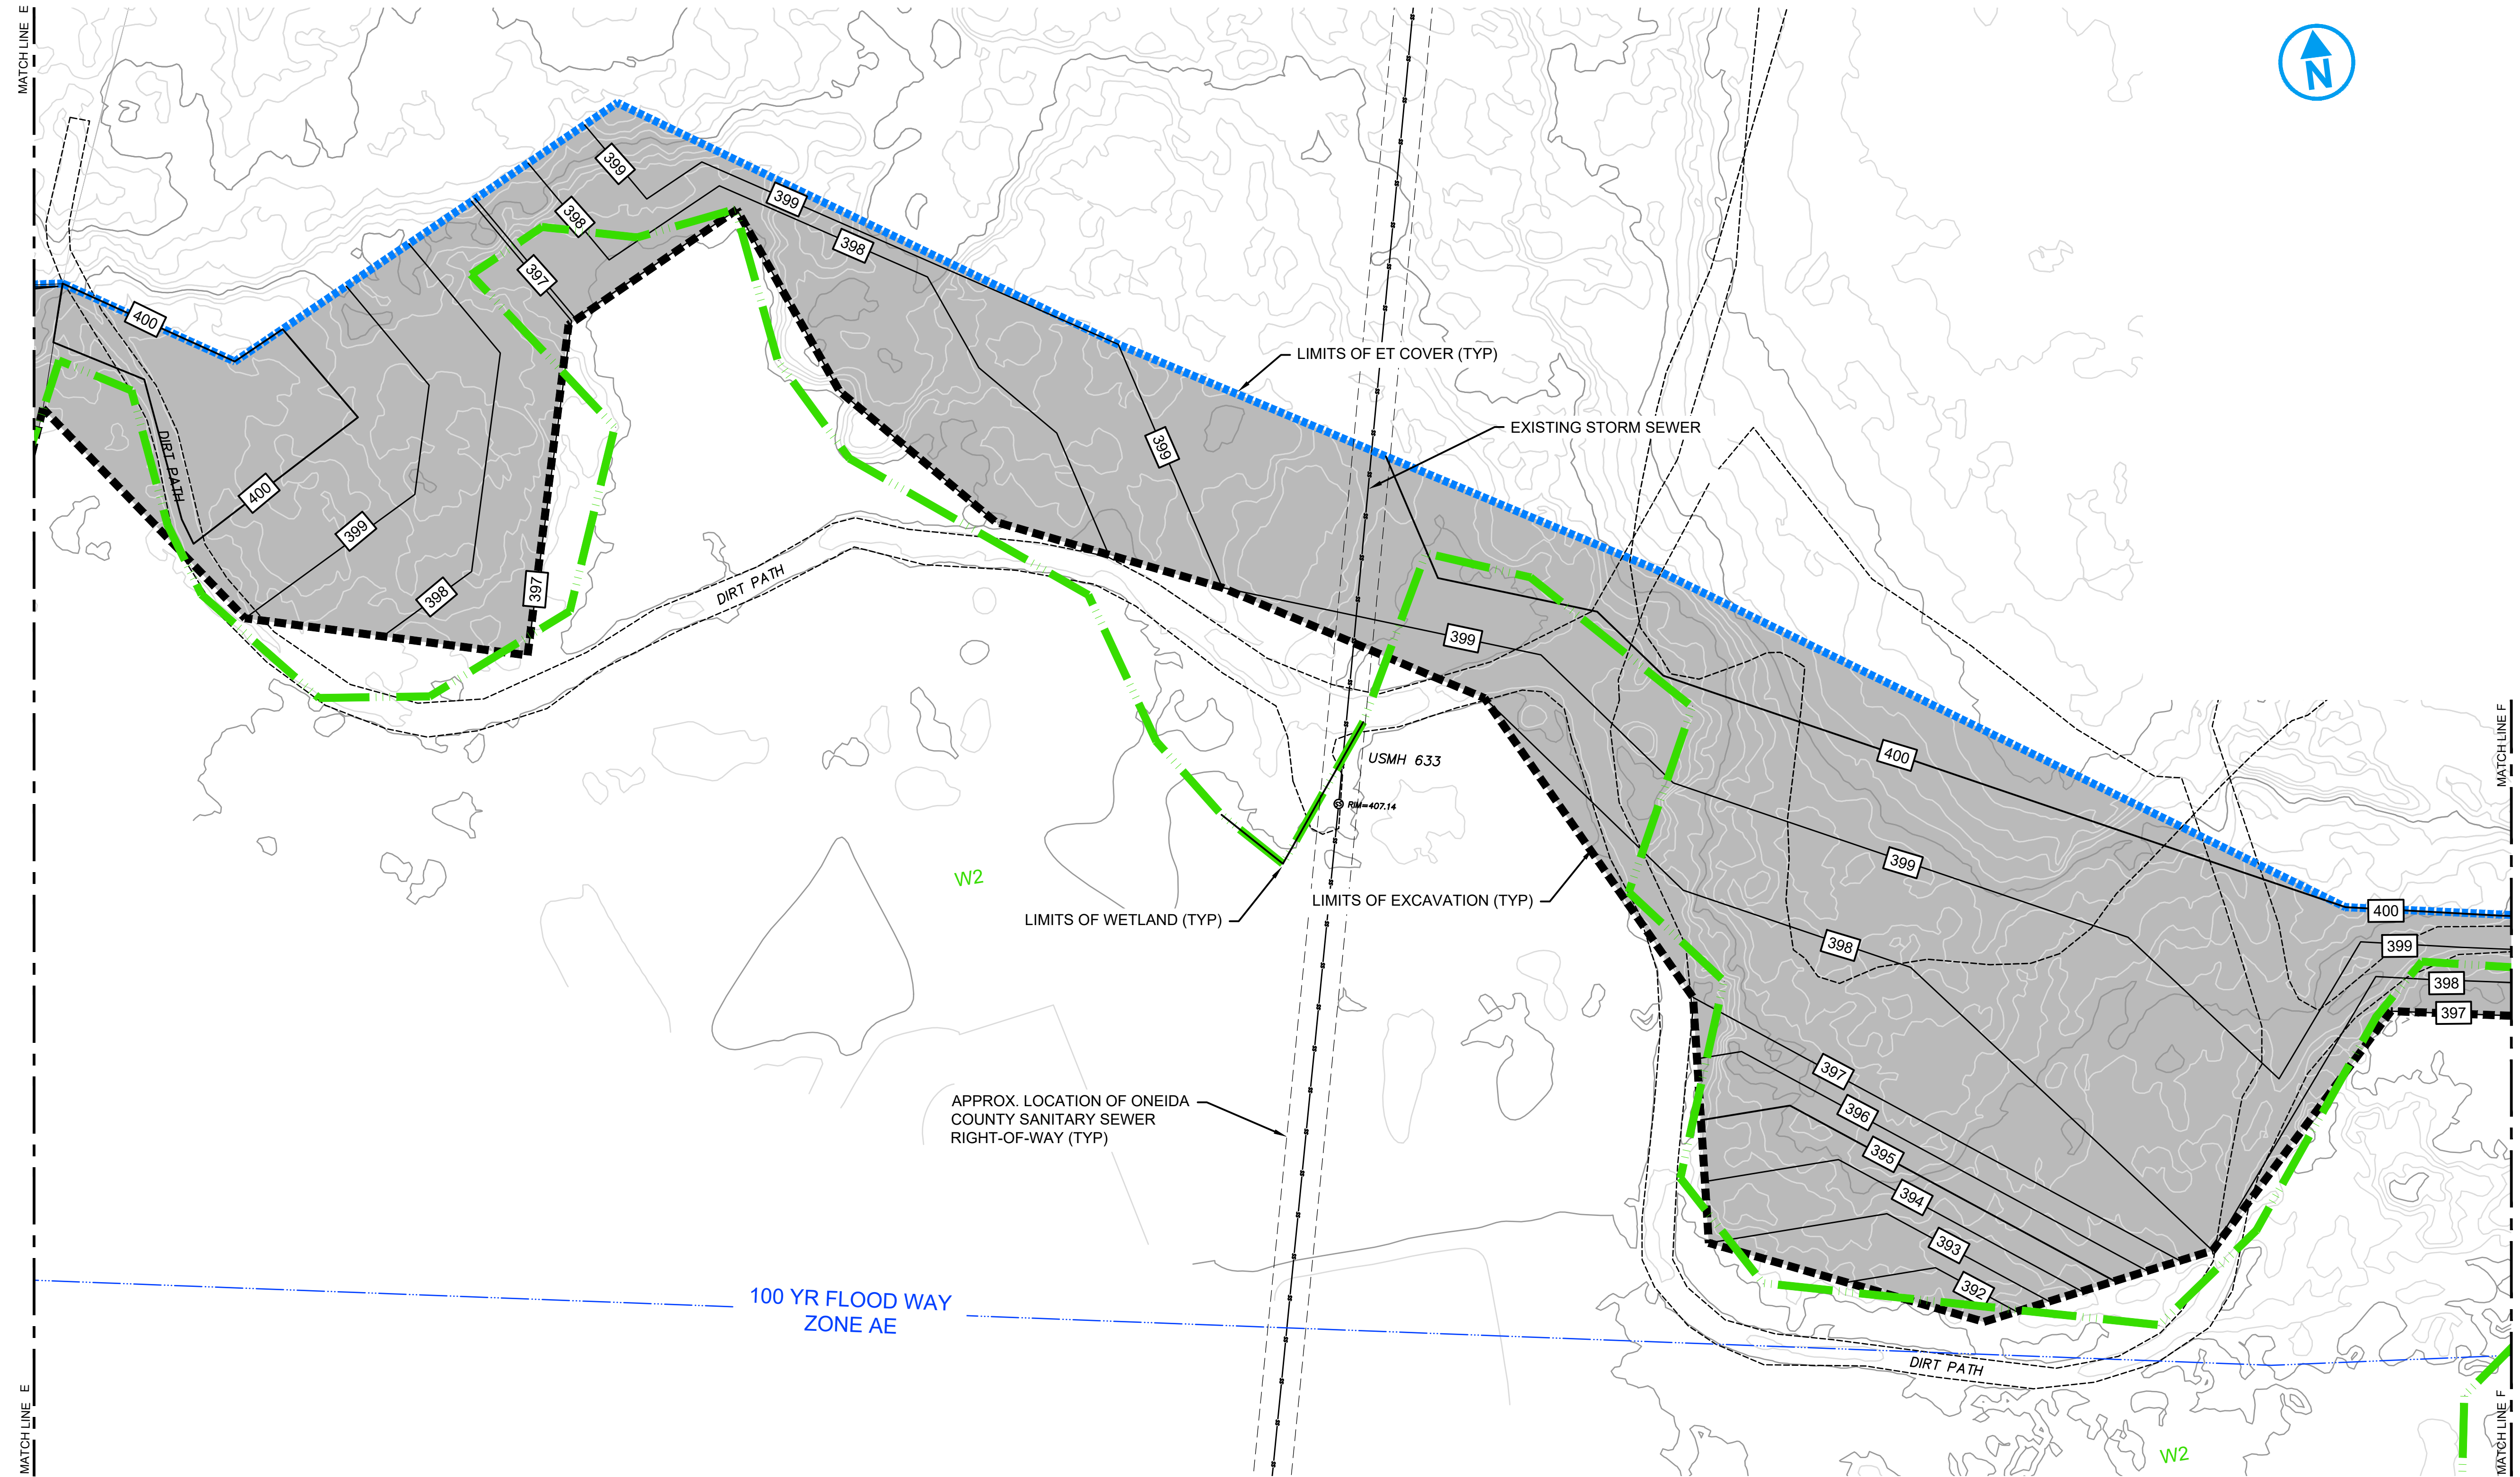 MATCH LINE E
N
399
399
398
398
397
400
LIMITS OF ET COVER (TYP)
EXISTING STORM SEWER
399
DIRT PATH
400
399
398
397
DIRT PATH
399
MATCH LINE F
400
USMH 633
RIM=407.14
399
W2
LIMITS OF EXCAVATION (TYP)
LIMITS OF WETLAND (TYP)
400
398
399
398
397
397
396
395
394
393
392
APPROX. LOCATION OF ONEIDA
COUNTY SANITARY SEWER
RIGHT-OF-WAY (TYP)
100 YR FLOOD WAY
ZONE AE
DIRT PATH
MATCH LINE E
W2
MATCH LINE F